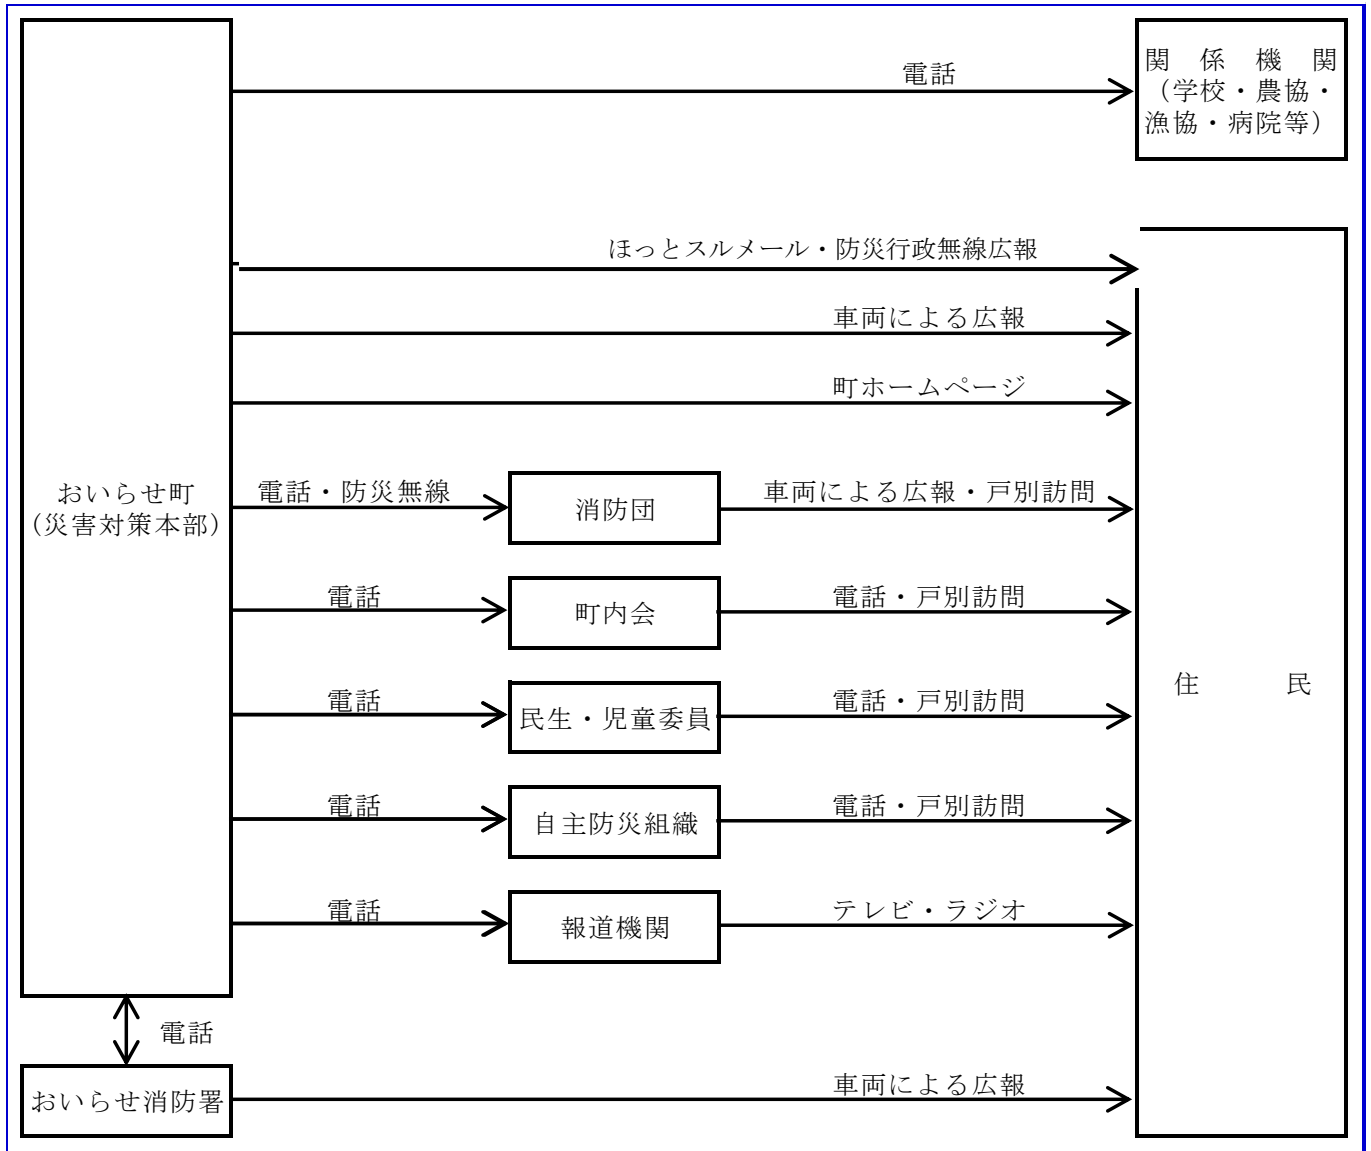 電話
関係機関
（学校・農協・
漁協・病院等）
ほっとスルメール・防災行政無線広報
車両による広報
町ホームページ
おいらせ町
（災害対策本部）
電話・防災無線
消防団
車両による広報・戸別訪問
電話
町内会
電話・戸別訪問
住民
電話
民生・児童委員
電話・戸別訪問
電話
自主防災組織
電話・戸別訪問
電話
報道機関
テレビ・ラジオ
電話
おいらせ消防署
車両による広報